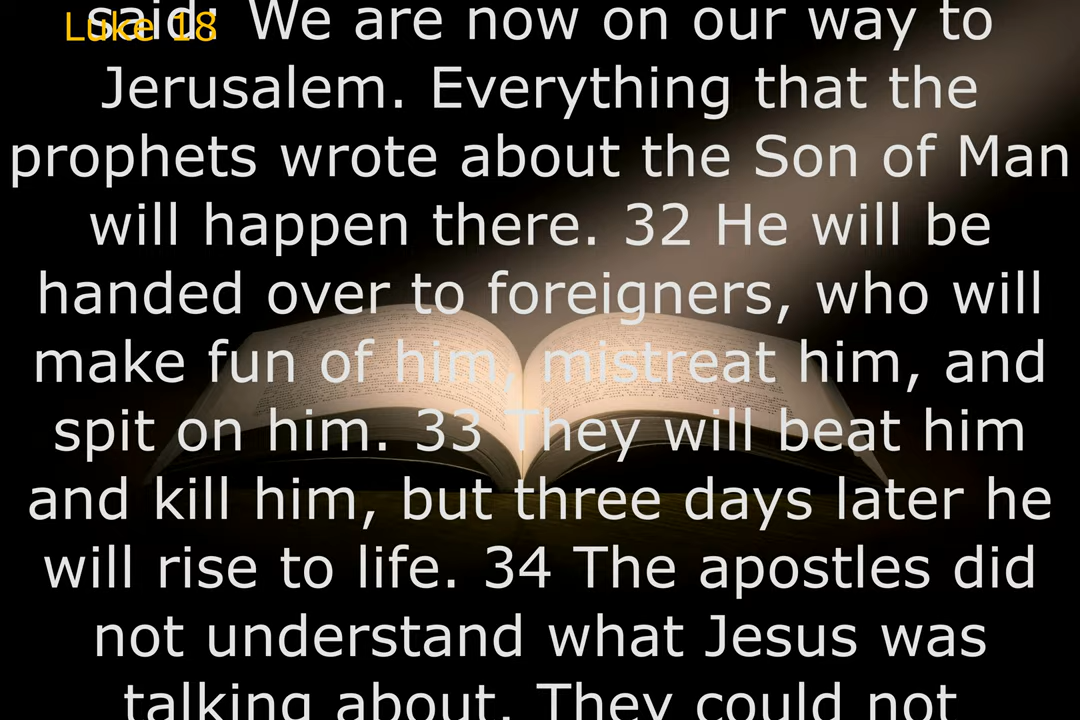 Luke 18
said: We are now on our way to
Jerusalem. Everything that the
prophets wrote about the Son of Man
will happen there. 32 He will be
handed over to foreigners, who will
make fun of him, mistreat him, and
spit on him. 33 They will beat him
and kill him, but three days later he
will rise to life. 34 The apostles did
not understand what Jesus was
talking about. They could not